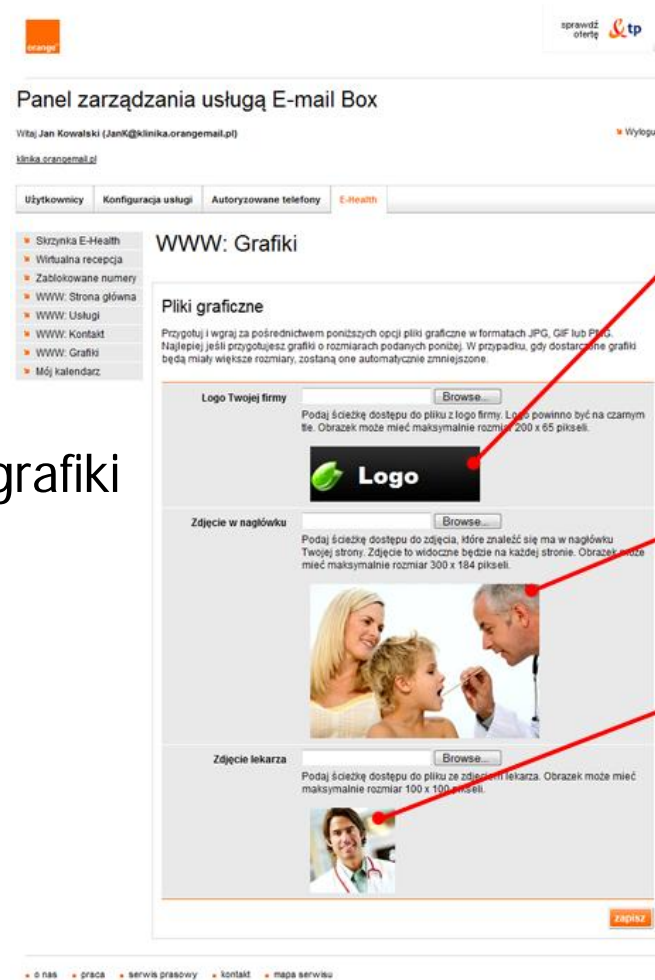 orange™
sprawdź
ofertę
tp
Panel zarządzania usługą E-mail Box
Witaj Jan Kowalski (JanK@klinika.orangemail.pl)
klinika.orangemail.pl
Użytkownicy
Konfiguracja usługi
Autoryzowane telefony
E-Health
Skrzynka E-Health
Wirtualna recepcja
Zablokowane numery
WWW: Strona główna
WWW: Usługi
WWW: Kontakt
WWW: Grafiki
Mój kalendarz
WWW: Grafiki
Pliki graficzne
Przygotuj i wgraj za pośrednictwem poniższych opcji pliki graficzne w formatach JPG, GIF lub PNG.
Najlepiej jeśli przygotujesz grafiki o rozmiarach podanych poniżej. W przypadku, gdy dostarczone grafiki
będą miały większe rozmiary, zostaną one automatycznie zmniejszone.
Logo Twojej firmy
Browse...
Podaj ścieżkę dostępu do pliku z logo firmy. Logo powinno być na czarnym
tle. Obrazek może mieć maksymalnie rozmiar 200 x 65 pikseli.
Logo
grafiki
Zdjęcie w nagłówku
Browse...
Podaj ścieżkę dostępu do zdjęcia, które znaleźć się ma w nagłówku
Twojej strony. Zdjęcie to widoczne będzie na każdej stronie. Obrazek może
mieć maksymalnie rozmiar 300 x 184 pikseli.
Zdjęcie lekarza
Browse...
Podaj ścieżkę dostępu do pliku ze zdjęciem lekarza. Obrazek może mieć
maksymalnie rozmiar 100 x 100 pikseli.
zapisz
o nas
praca
serwis prasowy
kontakt
mapa serwisu